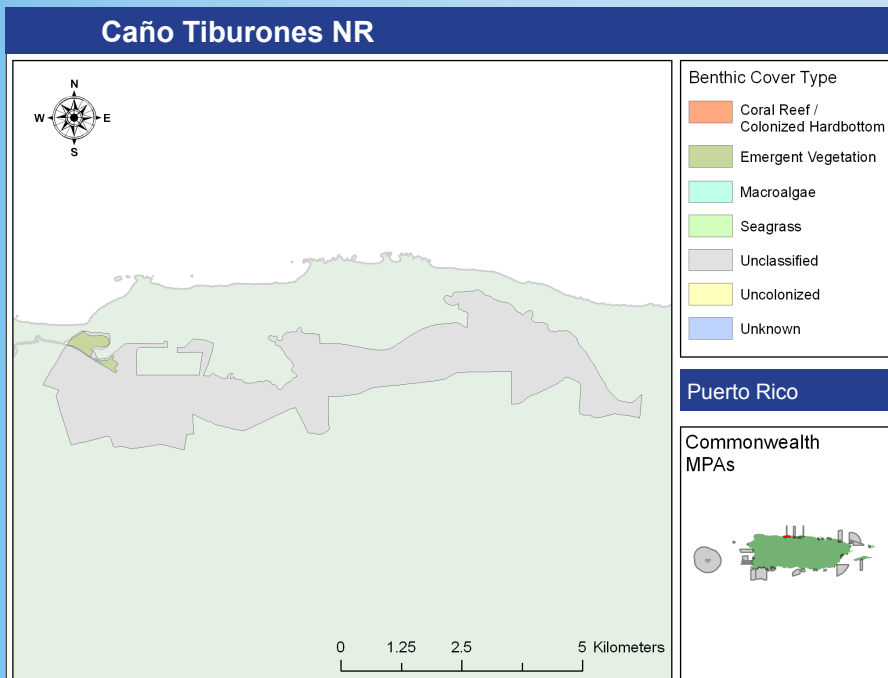 Caño Tiburones NR
N
W E
S
Benthic Cover Type
Coral Reef /
Colonized Hardbottom
Emergent Vegetation
Macroalgae
Seagrass
Unclassified
Uncolonized
Unknown
Puerto Rico
Commonwealth
MPAs
0 1.25 2.5 5 Kilometers